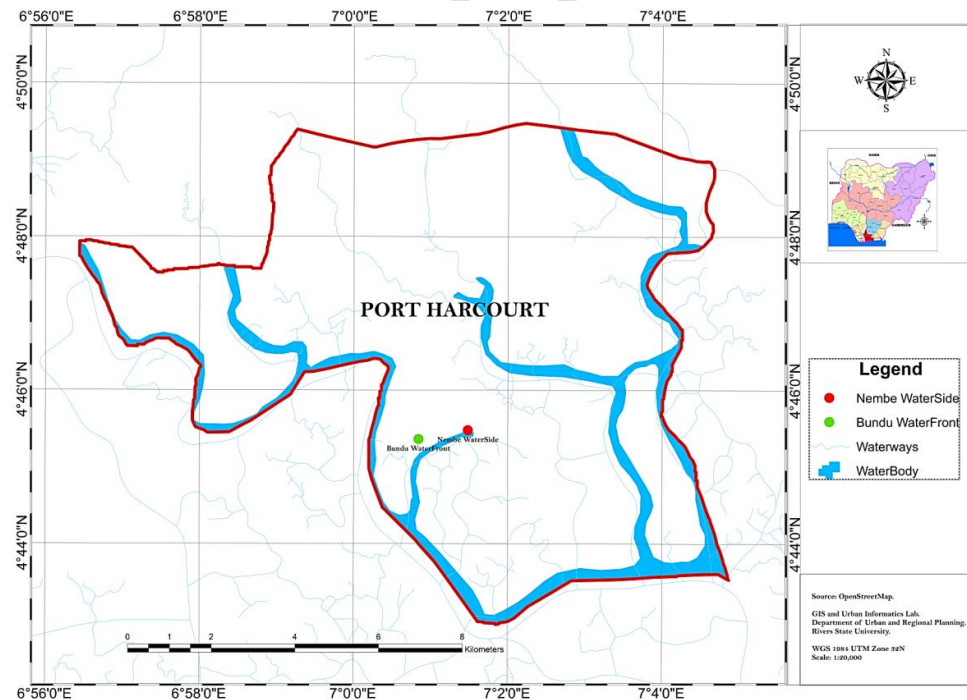 6°56'0"E 6°58'0"E 7°0'0"E 7°2'0"E 7°4'0"E
4°50'0"N 4°50'0"N
4°48'0"N 4°48'0"N
4°46'0"N 4°46'0"N
4°44'0"N 4°44'0"N
PORT HARCOURT
Nembe WaterSide
Bundu WaterFront
0 1 2 4 6 8
Kilometers
6°56'0"E 6°58'0"E 7°0'0"E 7°2'0"E 7°4'0"E
N
W E
S
Legend
Nembe WaterSide
Bundu WaterFront
Waterways
WaterBody
Source: OpenStreetMap,
GIS and Urban Informatics Lab.
Department of Urban and Regional Planning.
Rivers State University.
WGS 1984 UTM Zone 32N
Scale: 1:20,000